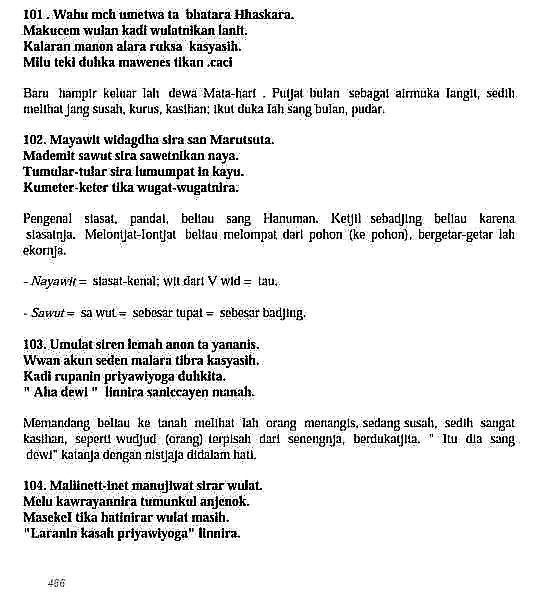 101 . Wahu mch umetwa ta bhatara Hhaskara.
Makucem wulan kadi wulatnikan lanit.
Kalaran manon alara ruksa kasyasih.
Milu teki duhka mawenes tikan .caci
Baru hampir keluar lah dewa Mata-hari . Putjat bulan sebagai airmuka langit, sedih
melihat jang susah, kurus, kasihan; ikut duka lah sang bulan, pudar.
102. Mayawit widagdha sira san Marutsuta.
Mademit sawut sira sawetnikan naya.
Tumular-tular sira lumumpat in kayu.
Kumeter-keter tika wugat-wugatnira.
Pengenal siasat, pandai, beliau sang Hanuman. Ketjil sebadjing beliau karena
siasatnja. Melontjat-lontjat beliau melompat dari pohon (ke pohon), bergetar-getar lah
ekornja.
- Nayawit = siasat-kenal; wit dari V wid = tau.
- Sawut = sa wut = sebesar tupai = sebesar badjing.
103. Umulat siren lemah anon ta yananis.
Wwan akun seden malara tibra kasyasih.
Kadi rupanin priyawiyoga duhkita.
" Aha dewi " linnira saniccayen manah.
Memandang beliau ke tanah melihat lah orang menangis, sedang susah, sedih sangat
kasihan, seperti wudjud (orang) terpisah dari senengnja, berdukatjita. " Itu dia sang
dewi" katanja dengan nistjaja didalam hati.
104. Maliinett-inet manujiwat sirar wulat.
Melu kawrayannira tumunkul anjenok.
Masekel tika hatinirar wulat masih.
"Laranin kasah priyawiyoga" linnira.
466